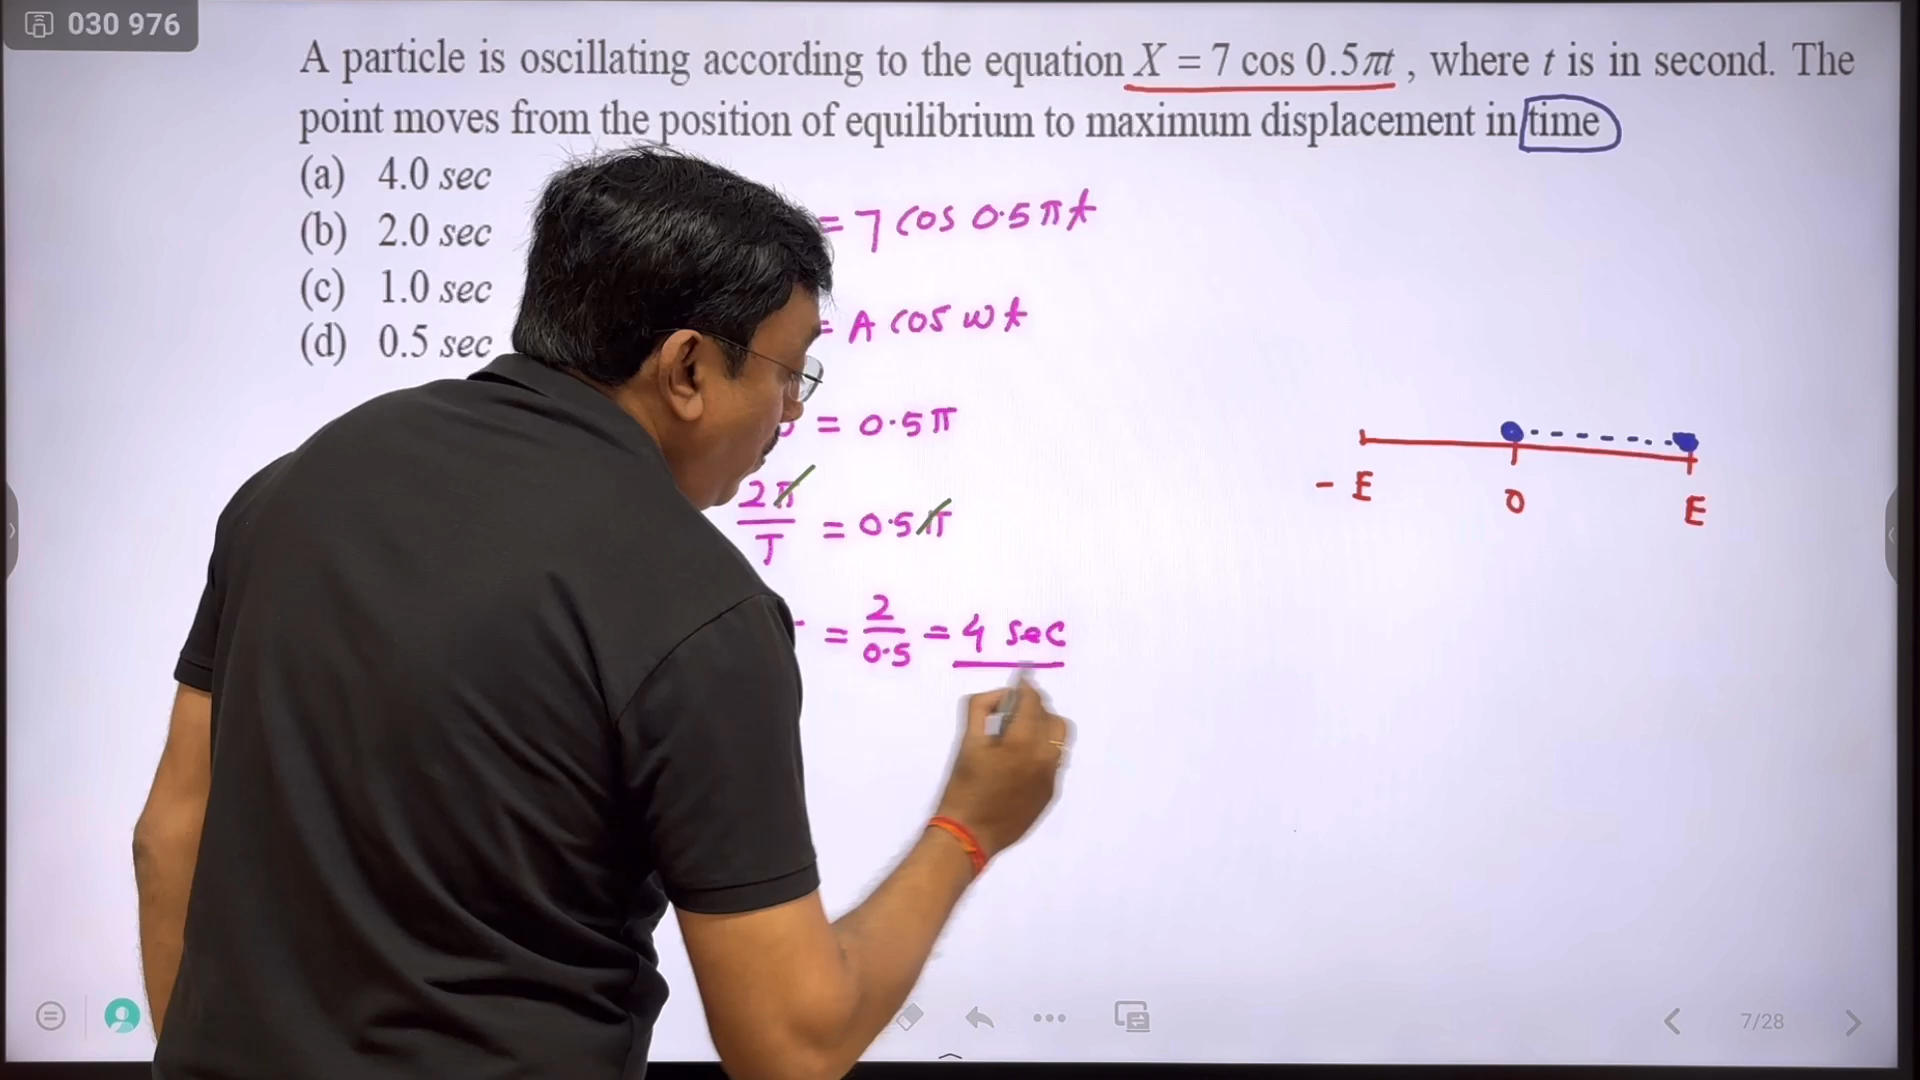 030 976
A particle is oscillating according to the equation X = 7 cos 0.5πt , where t is in second. The
point moves from the position of equilibrium to maximum displacement in time
(a) 4.0 sec
(b) 2.0 sec
(c) 1.0 sec
(d) 0.5 sec
= 7 cos 0.5πt
= A cos ωt
= 0.5π
2π/T = 0.5π
= 2/0.5 = 4 sec
- E O E
7/28